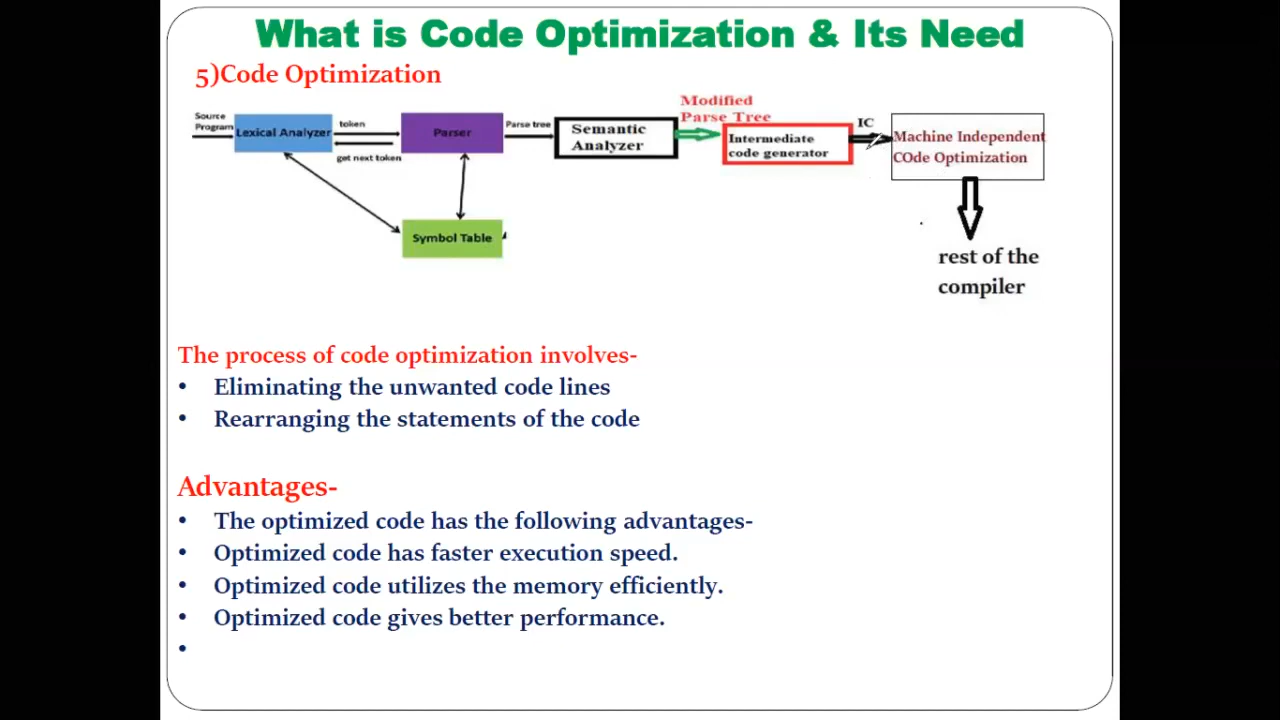 What is Code Optimization & Its Need
5)Code Optimization
Source
Program
Lexical Analyzer
token
get next token
Parser
Parse tree
Semantic
Analyzer
Modified
Parse Tree
Intermediate
code generator
IC
Machine Independent
COde Optimization
Symbol Table
rest of the
compiler
The process of code optimization involves-
• Eliminating the unwanted code lines
• Rearranging the statements of the code
Advantages-
• The optimized code has the following advantages-
• Optimized code has faster execution speed.
• Optimized code utilizes the memory efficiently.
• Optimized code gives better performance.
•